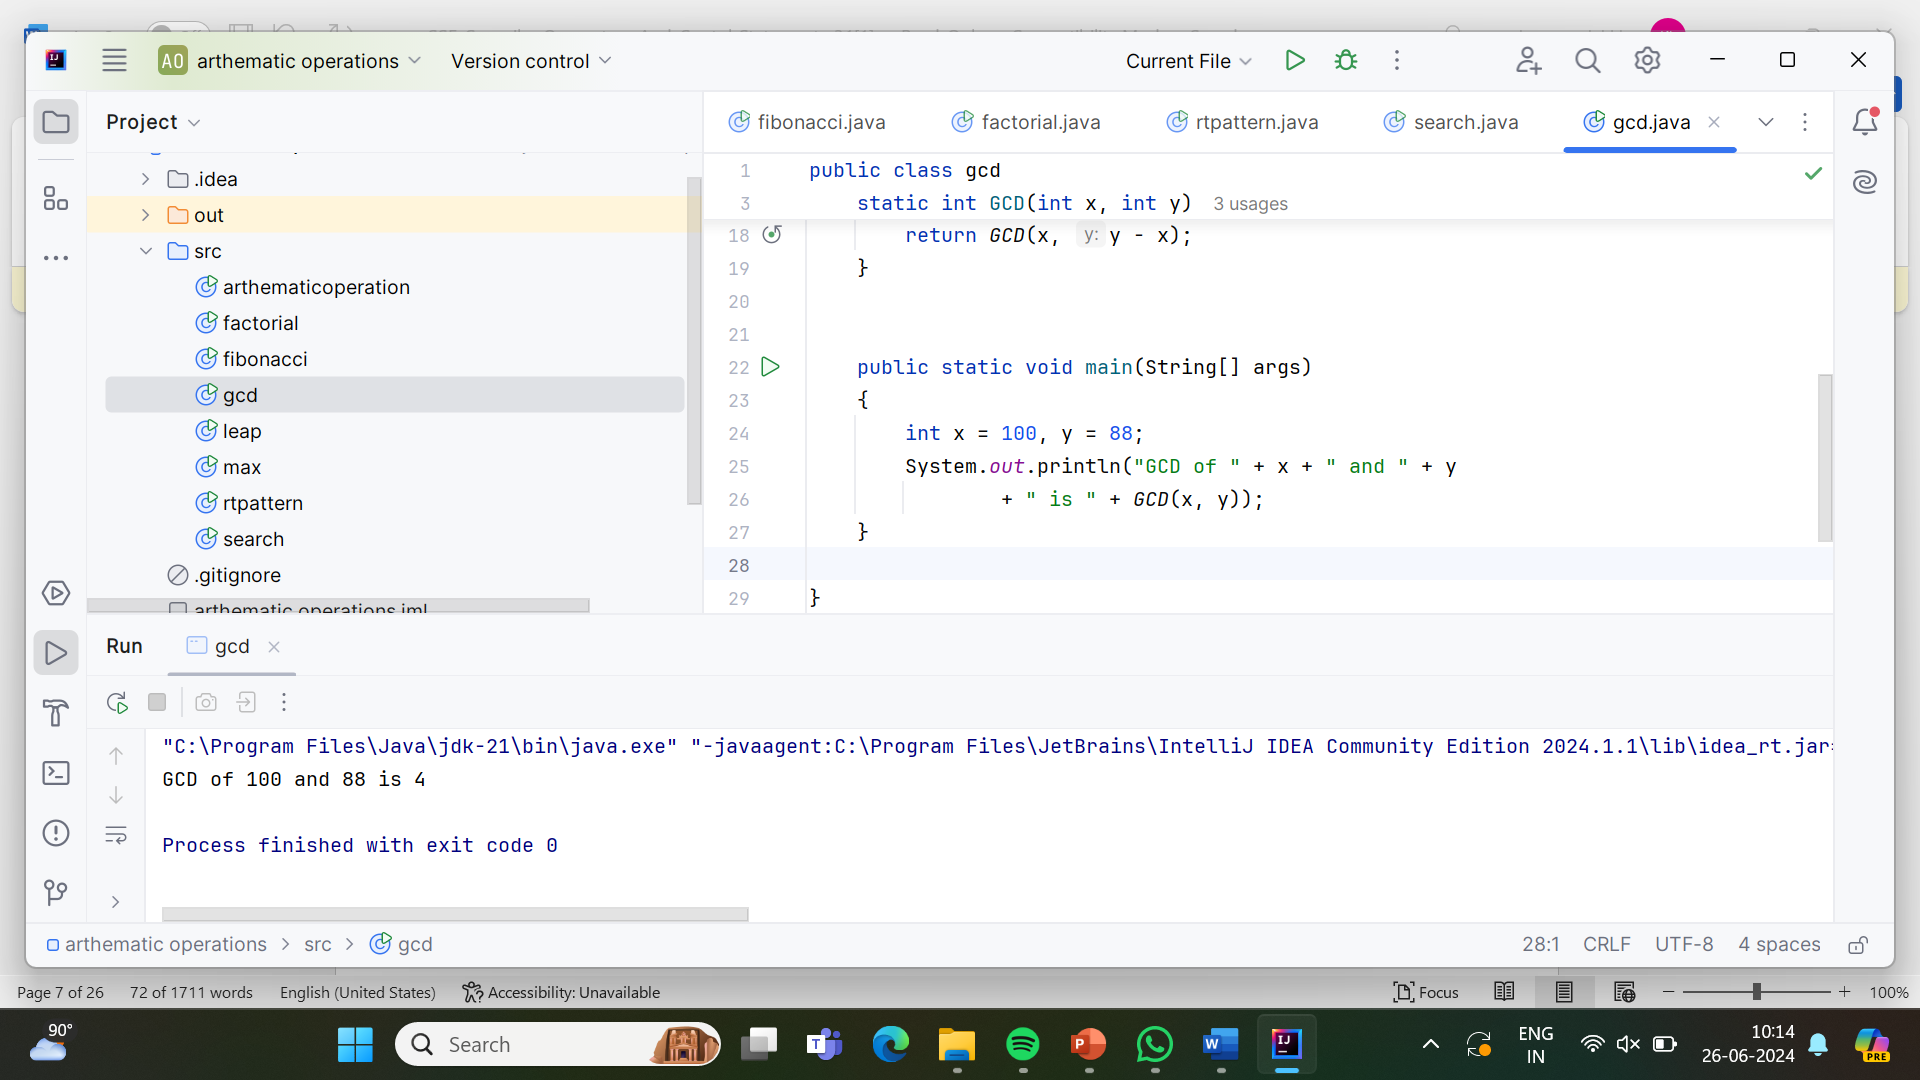 AO arthematic operations Version control Current File
Project
fibonacci.java factorial.java rtpattern.java search.java gcd.java
.idea
out
src
arthematicoperation
factorial
fibonacci
gcd
leap
max
rtpattern
search
.gitignore
arthematic operations.iml
1 public class gcd
3 static int GCD(int x, int y) 3 usages
18 return GCD(x, y: y - x);
19 }
20
21
22 public static void main(String[] args)
23 {
24 int x = 100, y = 88;
25 System.out.println("GCD of " + x + " and " + y
26 + " is " + GCD(x, y));
27 }
28
29 }
Run gcd
"C:\Program Files\Java\jdk-21\bin\java.exe" "-javaagent:C:\Program Files\JetBrains\IntelliJ IDEA Community Edition 2024.1.1\lib\idea_rt.jar=
GCD of 100 and 88 is 4
Process finished with exit code 0
arthematic operations > src > gcd 28:1 CRLF UTF-8 4 spaces
Page 7 of 26 72 of 1711 words English (United States) Accessibility: Unavailable Focus 100%
90° Search ENG 10:14
IN 26-06-2024 PRE